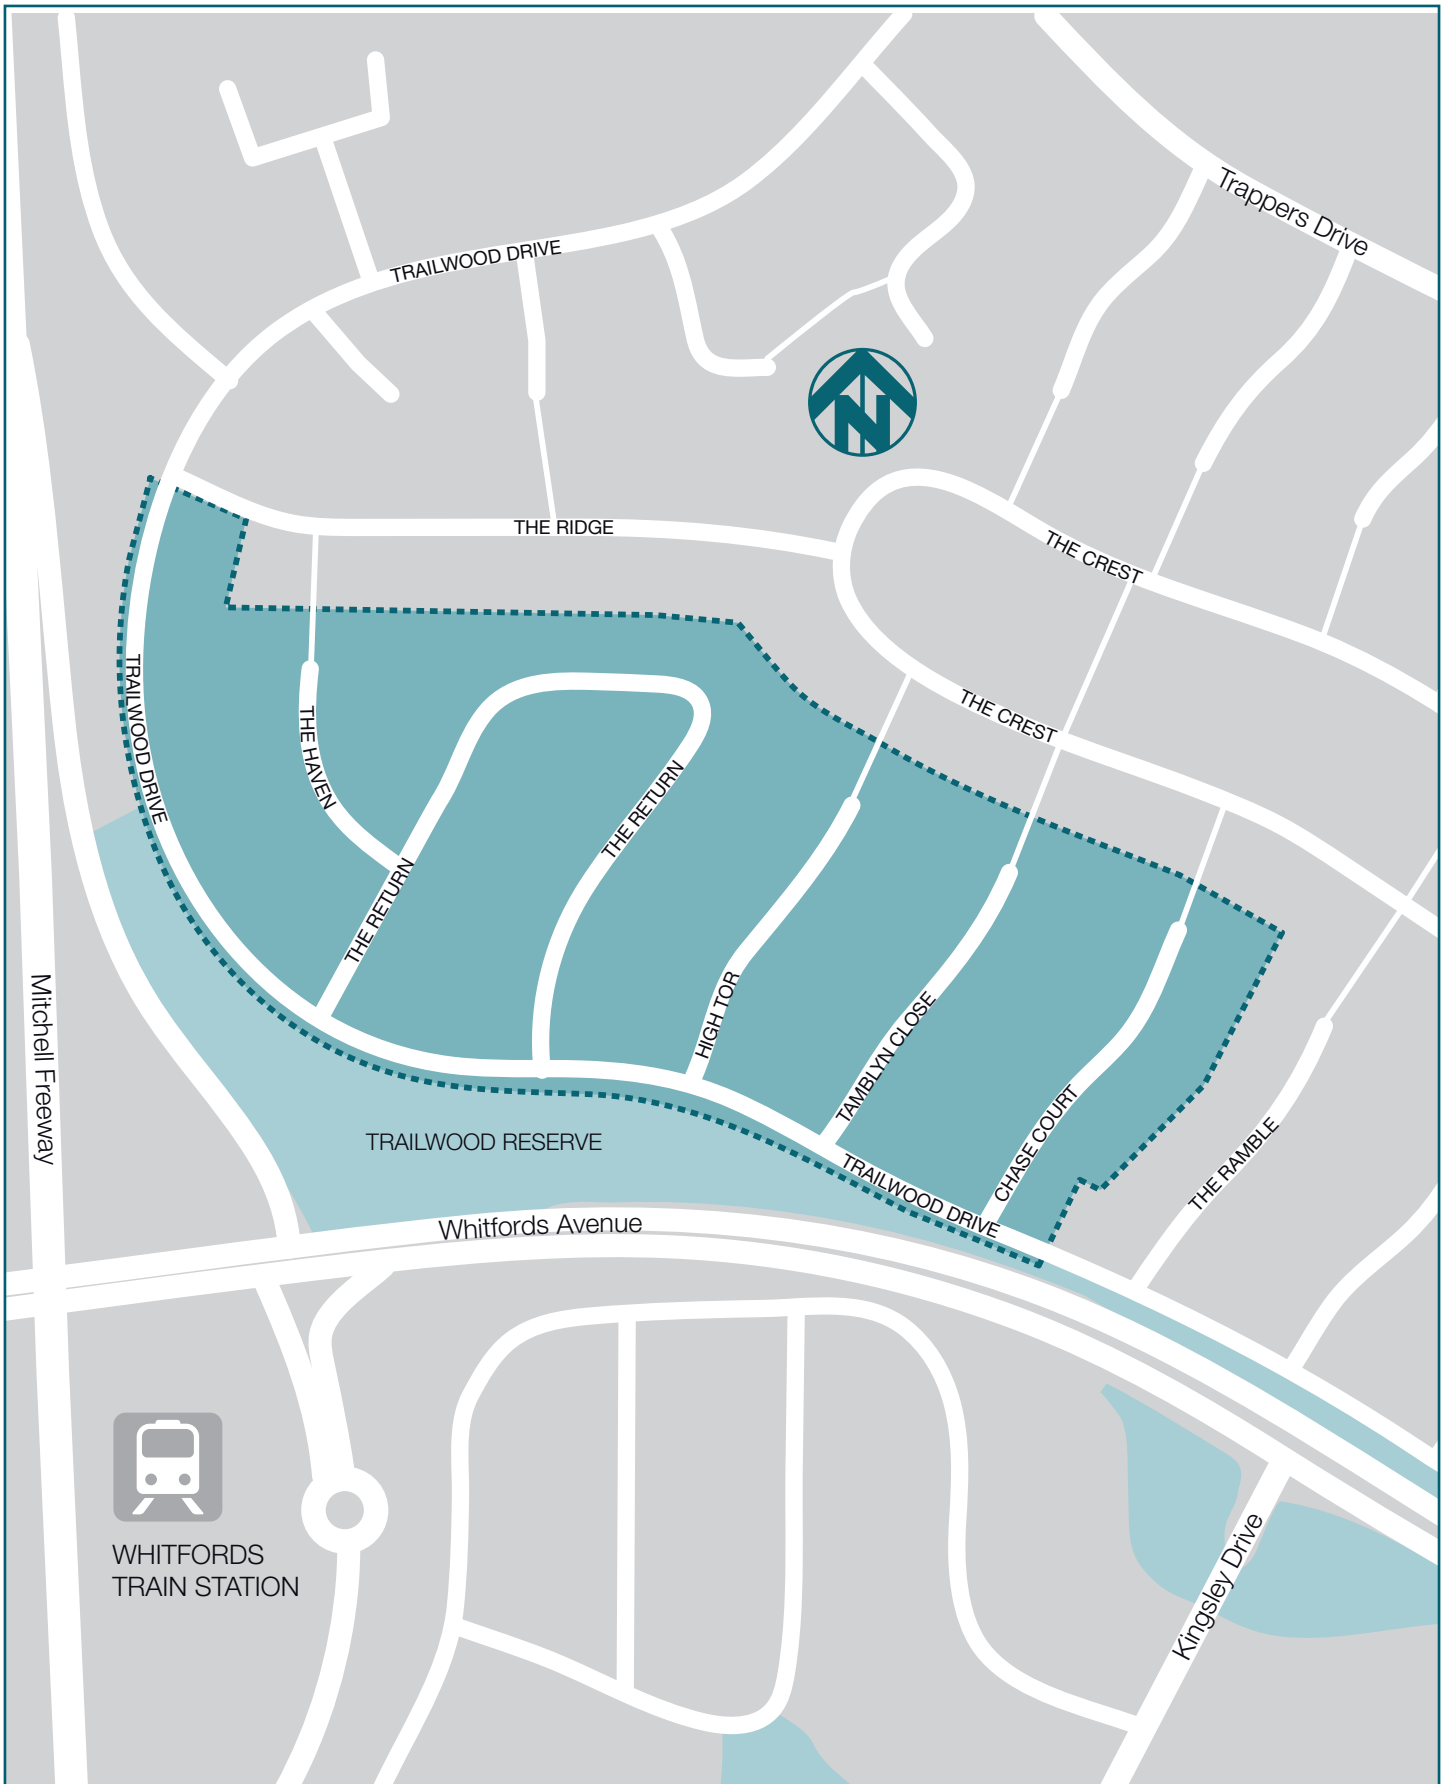 Trappers Drive
TRAILWOOD DRIVE
N
THE RIDGE
THE CREST
TRAILWOOD DRIVE
THE HAVEN
THE CREST
THE RETURN
THE RETURN
HIGH TOR
TAMBLYN CLOSE
Mitchell Freeway
CHASE COURT
TRAILWOOD RESERVE
THE RAMBLE
TRAILWOOD DRIVE
Whitfords Avenue
WHITFORDS
TRAIN STATION
Kingsley Drive